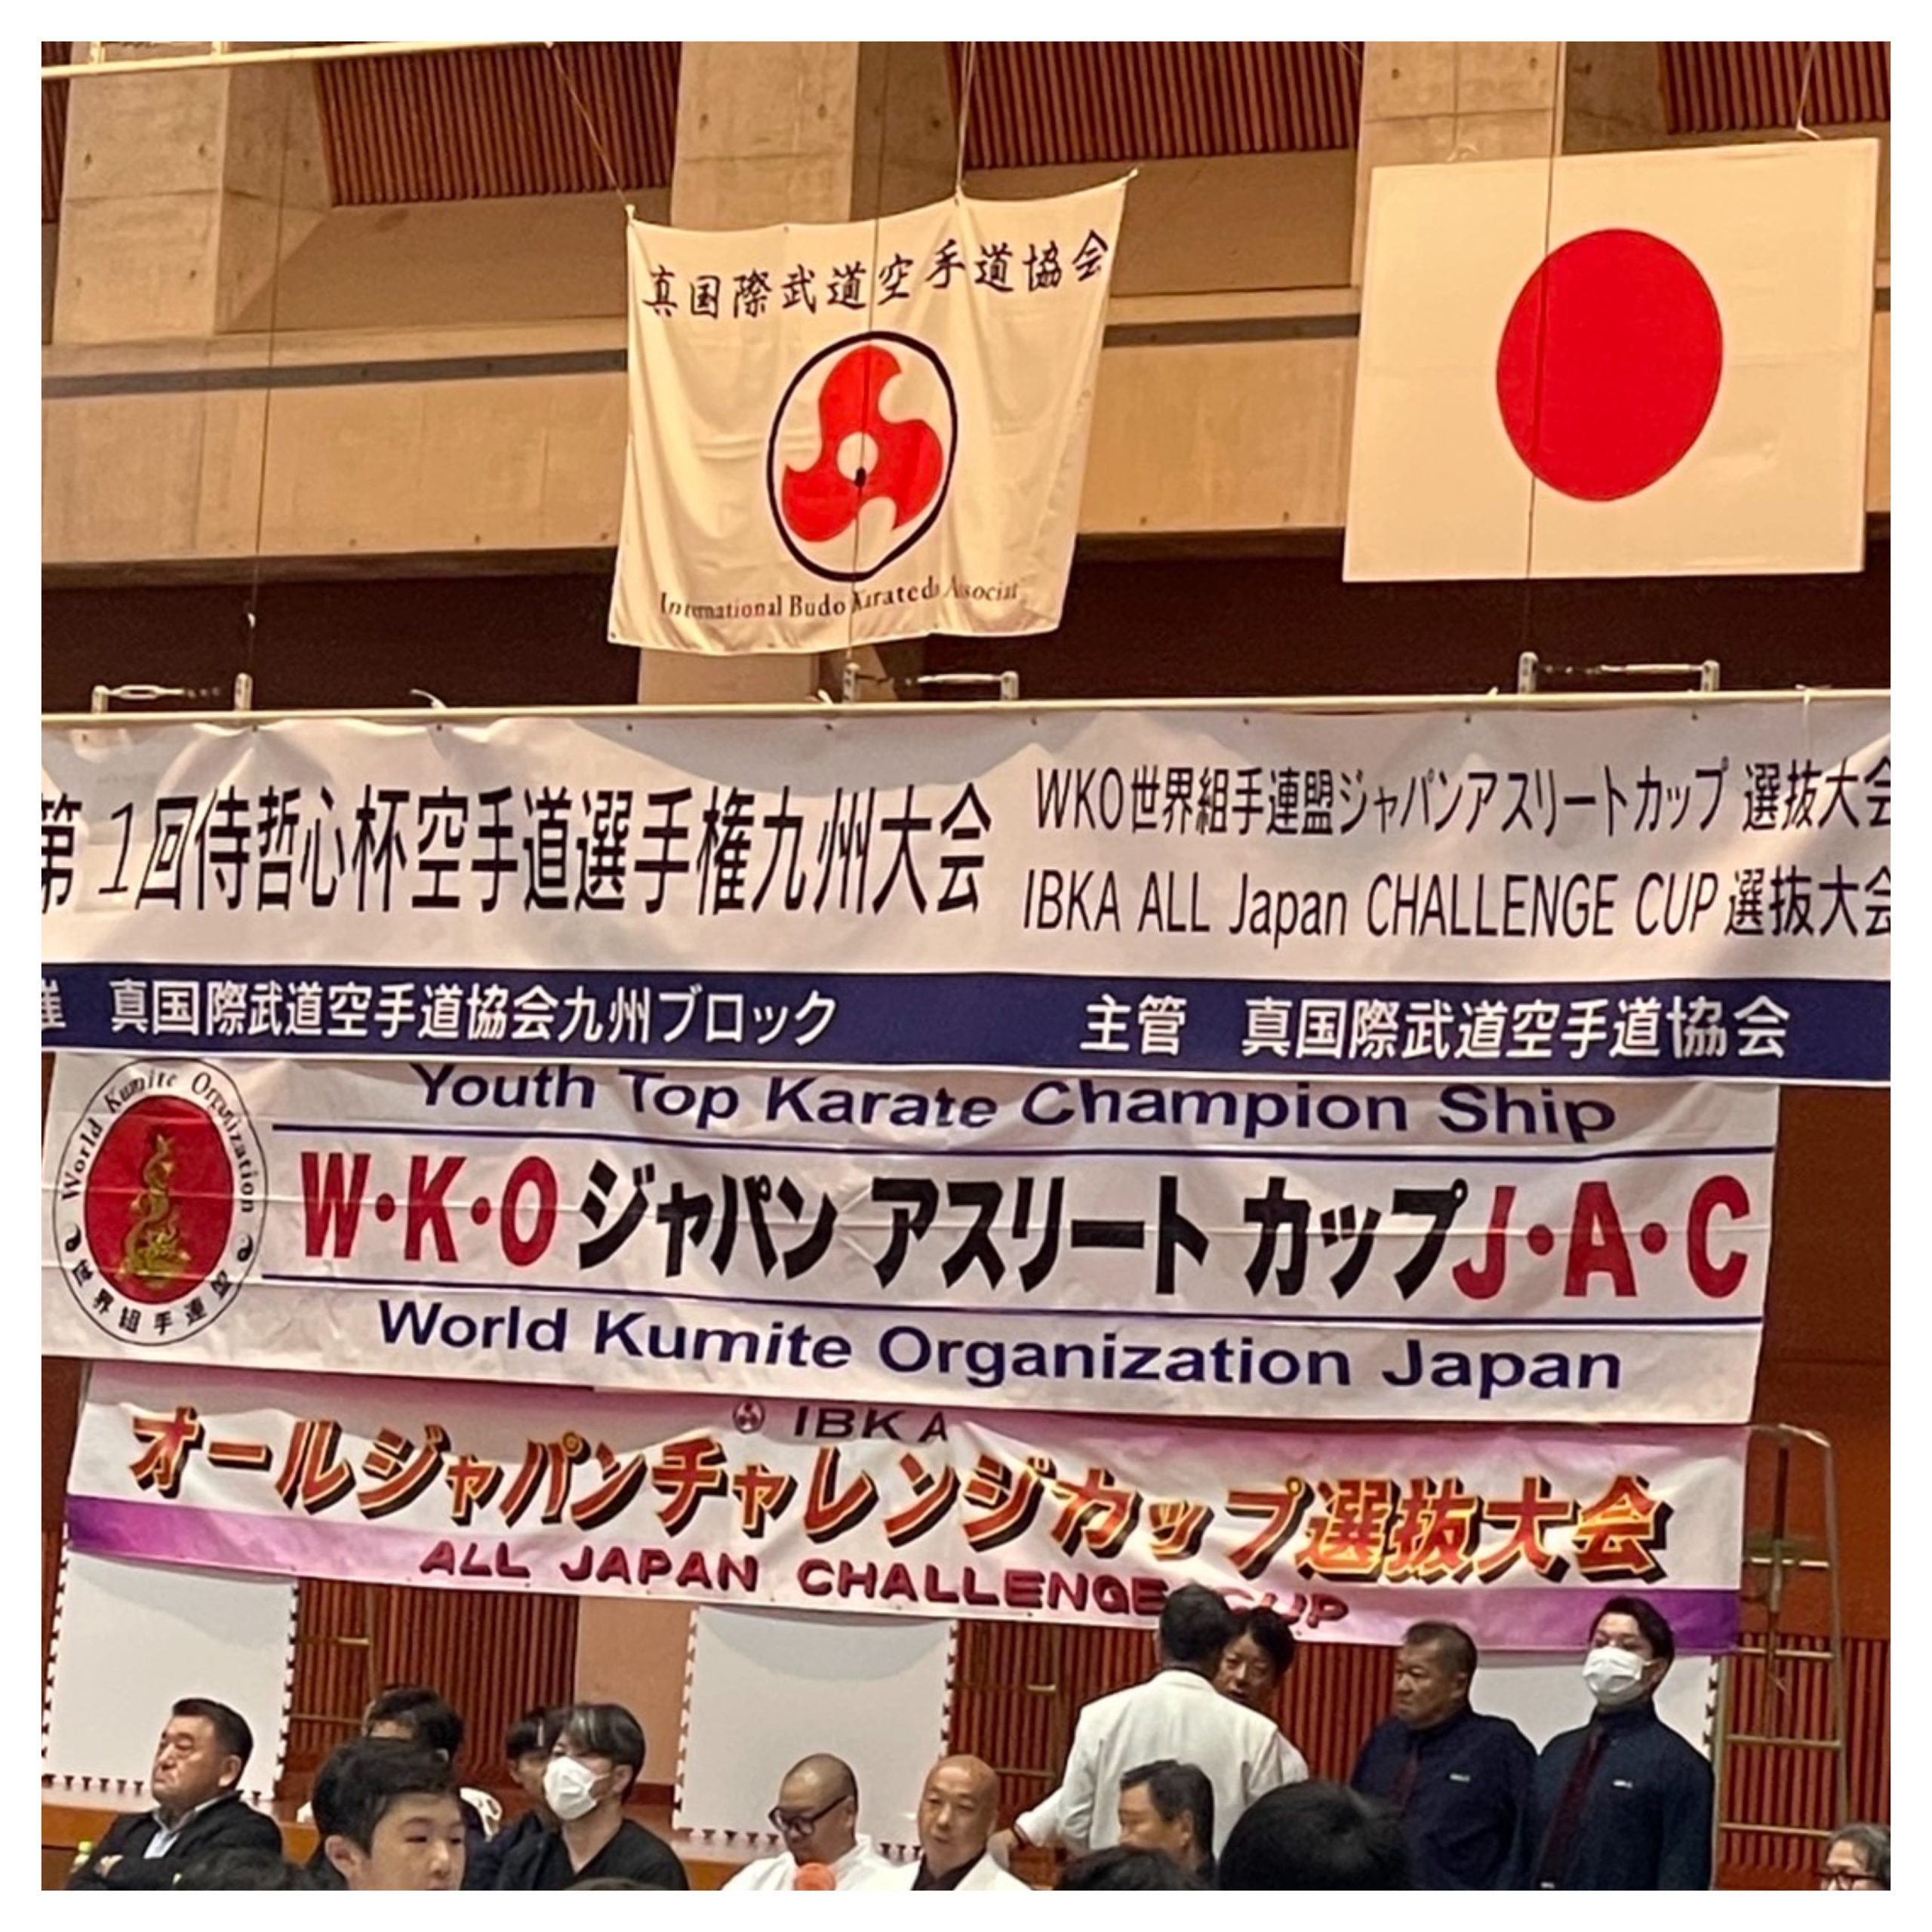 真国際武道空手道協会
International Budo Karatedo Associat
第1回侍哲心杯空手道選手権九州大会
WKO世界組手連盟ジャパンアスリートカップ 選抜大会
IBKA ALL Japan CHALLENGE CUP 選抜大会
催 真国際武道空手道協会九州ブロック 主管 真国際武道空手道協会
Youth Top Karate Champion Ship
World Kumite Organization
世界組手連盟
W・K・OジャパンアスリートカップJ・A・C
World Kumite Organization Japan
IBKA
オールジャパンチャレンジカップ選抜大会
ALL JAPAN CHALLENGE CUP